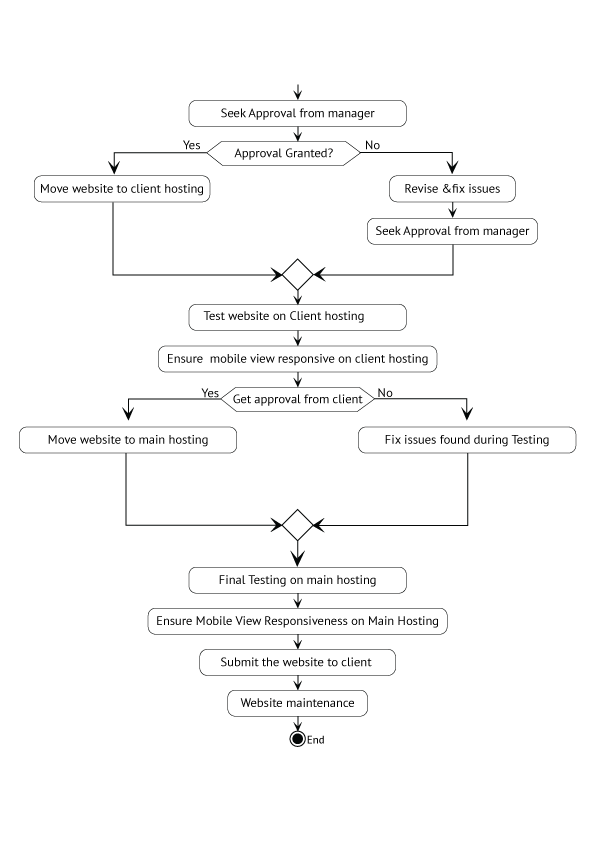 Seek Approval from manager
Yes
Approval Granted?
No
Move website to client hosting
Revise &fix issues
Seek Approval from manager
Test website on Client hosting
Ensure  mobile view responsive on client hosting
Yes
Get approval from client
No
Move website to main hosting
Fix issues found during Testing
Final Testing on main hosting
Ensure Mobile View Responsiveness on Main Hosting
Submit the website to client
Website maintenance
End